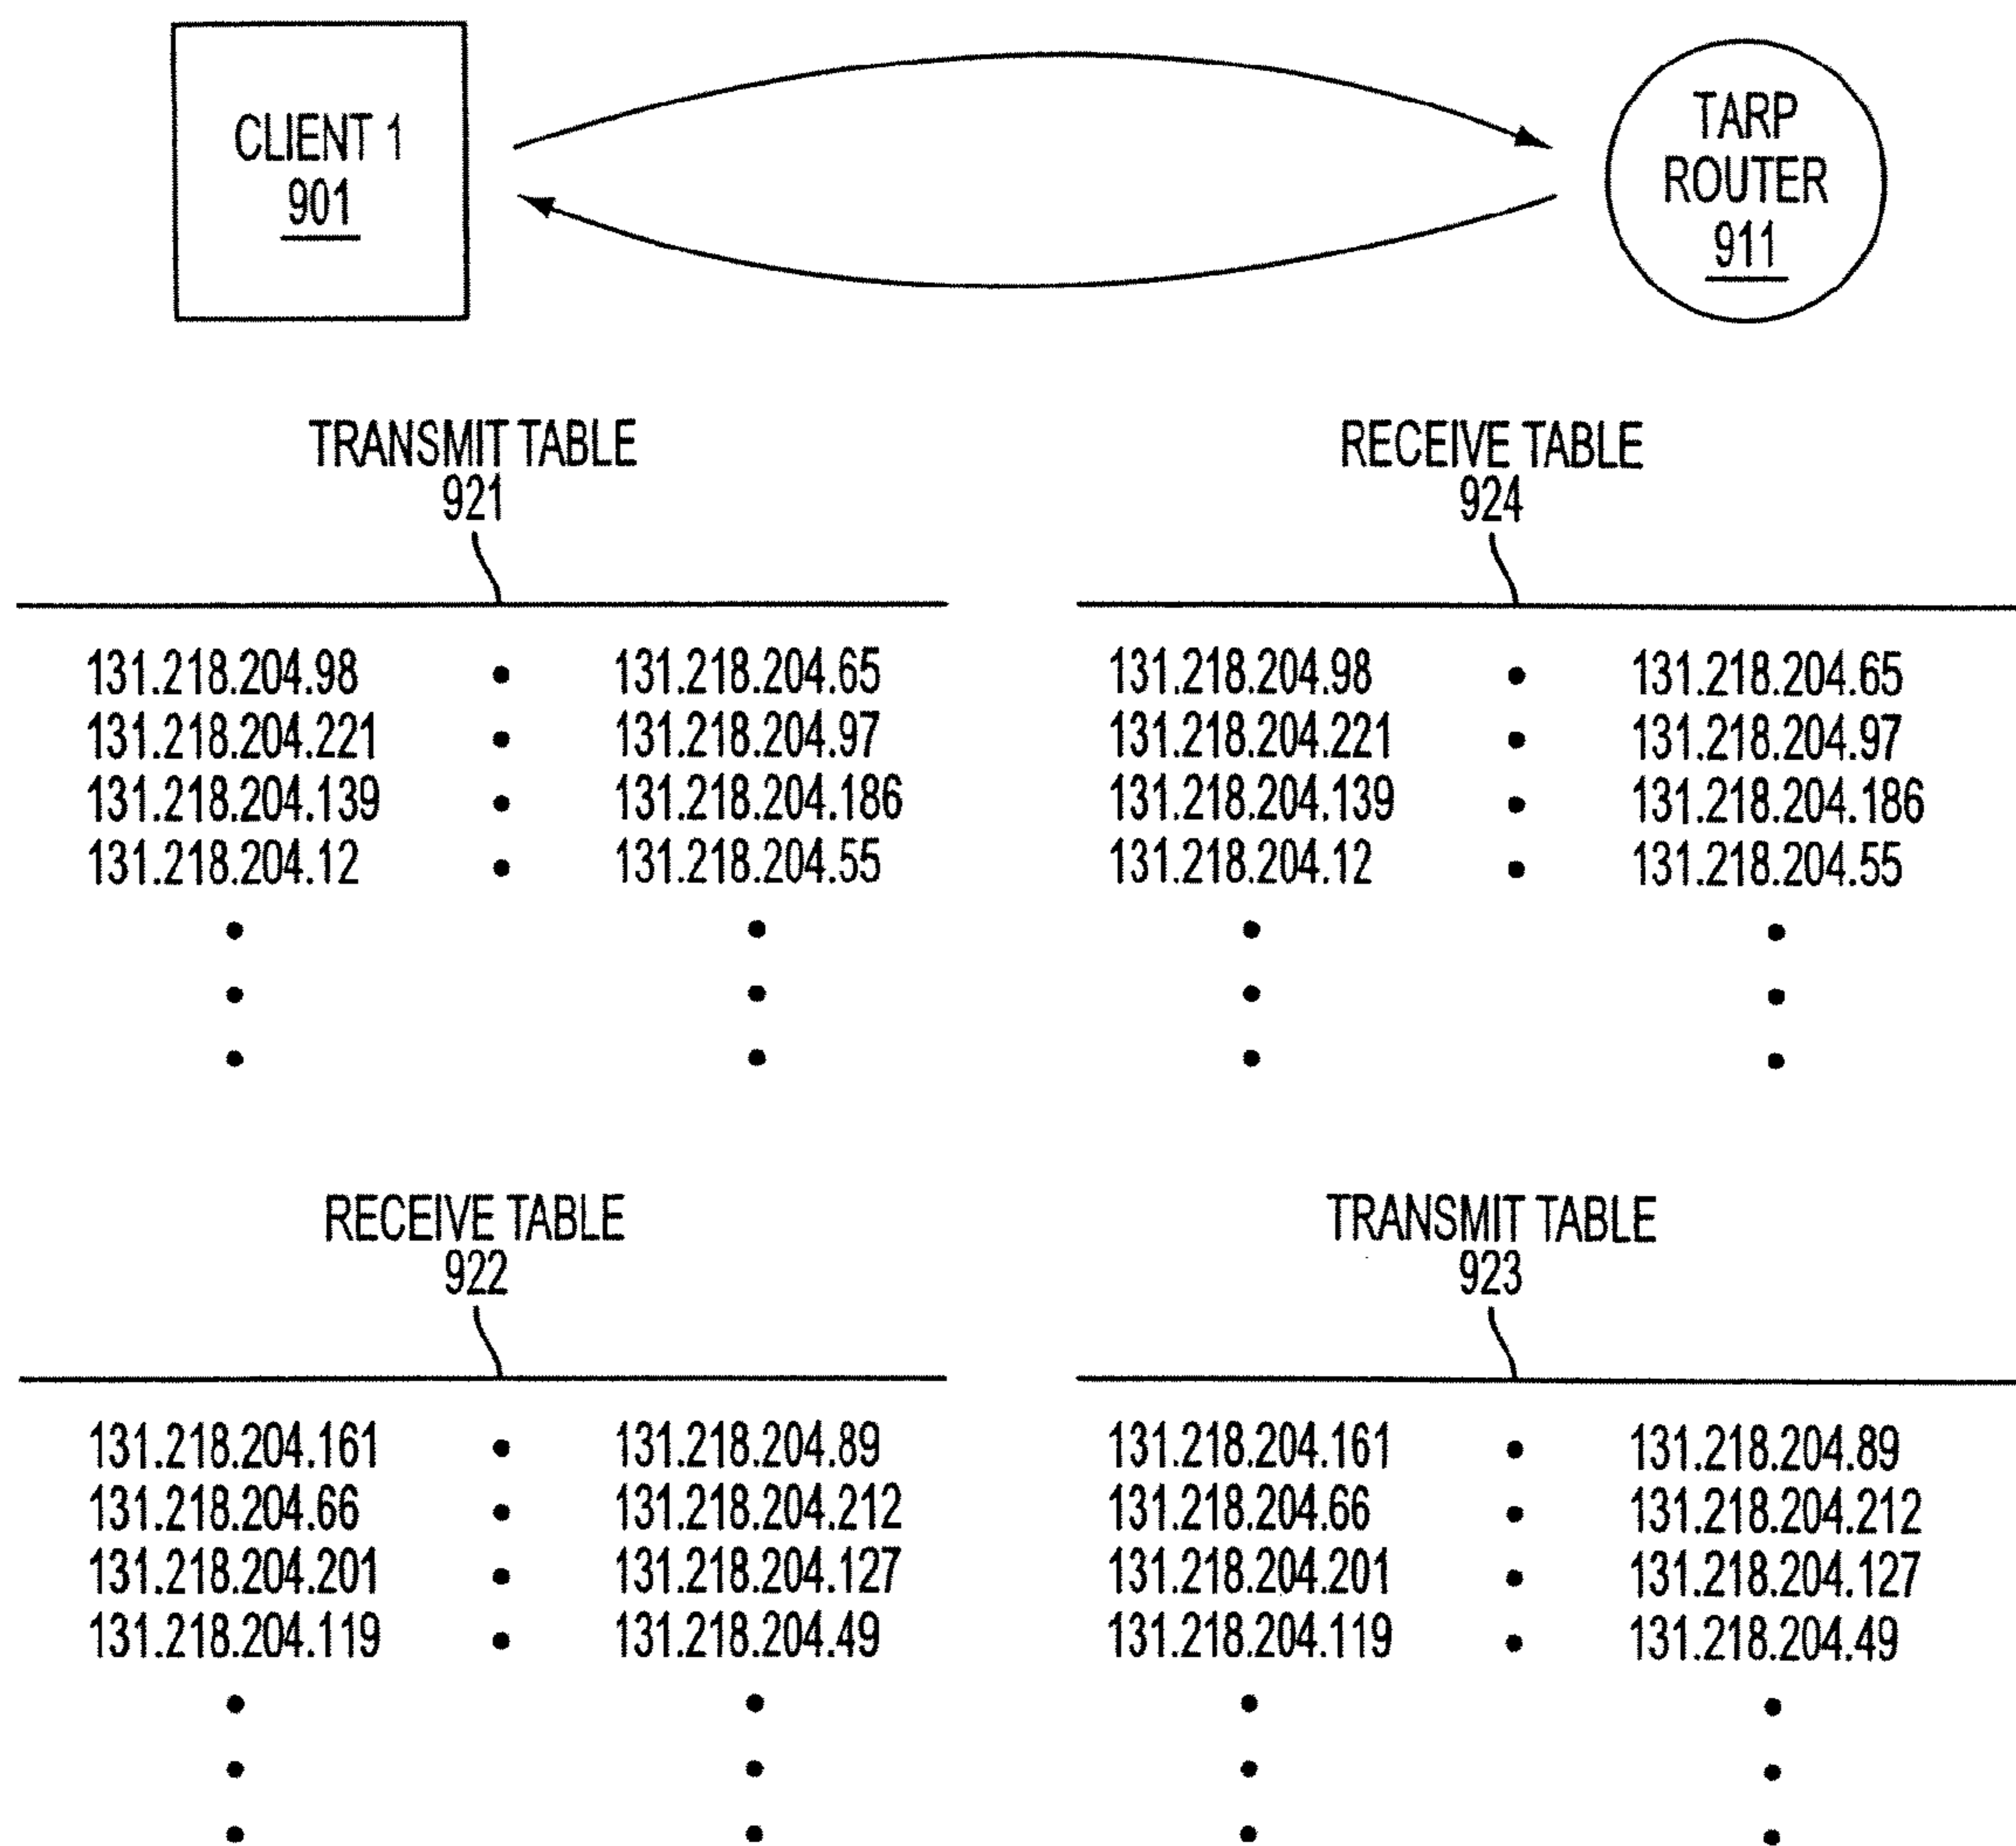 CLIENT 1
901
TARP
ROUTER
911
TRANSMIT TABLE
921
131.218.204.98 • 131.218.204.65
131.218.204.221 • 131.218.204.97
131.218.204.139 • 131.218.204.186
131.218.204.12 • 131.218.204.55
RECEIVE TABLE
924
131.218.204.98 • 131.218.204.65
131.218.204.221 • 131.218.204.97
131.218.204.139 • 131.218.204.186
131.218.204.12 • 131.218.204.55
RECEIVE TABLE
922
131.218.204.161 • 131.218.204.89
131.218.204.66 • 131.218.204.212
131.218.204.201 • 131.218.204.127
131.218.204.119 • 131.218.204.49
TRANSMIT TABLE
923
131.218.204.161 • 131.218.204.89
131.218.204.66 • 131.218.204.212
131.218.204.201 • 131.218.204.127
131.218.204.119 • 131.218.204.49